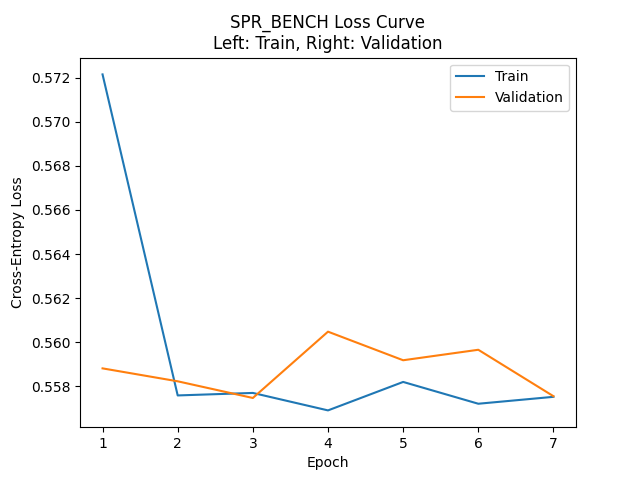 SPR_BENCH Loss Curve
Left: Train, Right: Validation
Train
Validation
Cross-Entropy Loss
0.572
0.570
0.568
0.566
0.564
0.562
0.560
0.558
1 2 3 4 5 6 7
Epoch